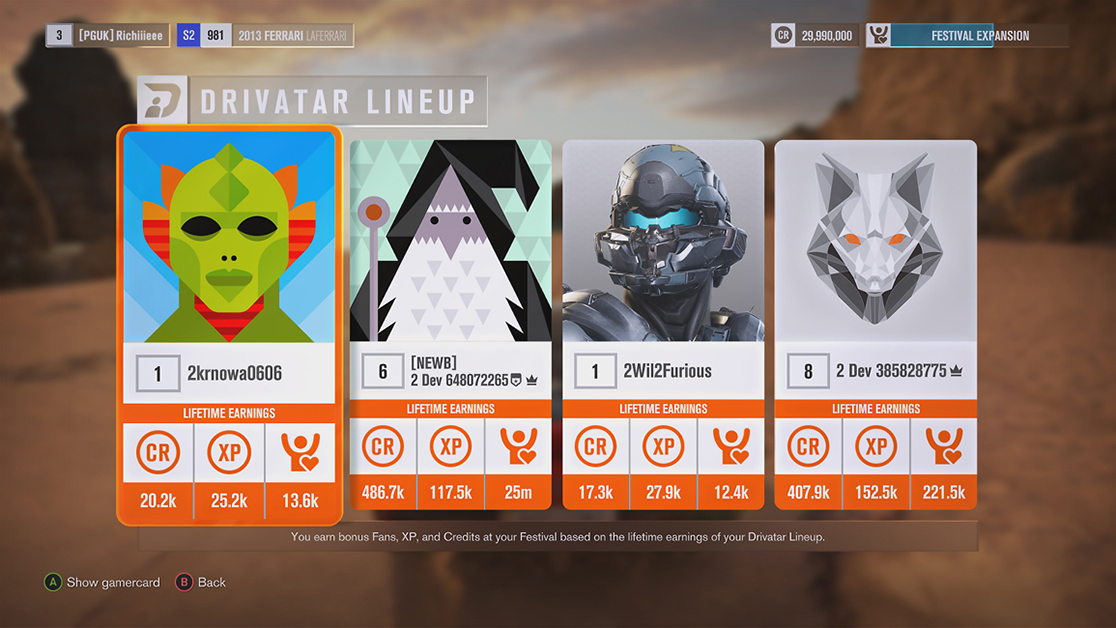 3 [PGUK] Richiiieee S2 981 2013 FERRARI LAFERRARI CR 29,990,000 FESTIVAL EXPANSION
DRIVATAR LINEUP
1 2krnowa0606
LIFETIME EARNINGS
CR XP
20.2k 25.2k 13.6k
6 [NEWB]
2 Dev 648072265
LIFETIME EARNINGS
CR XP
486.7k 117.5k 25m
1 2Wil2Furious
LIFETIME EARNINGS
CR XP
17.3k 27.9k 12.4k
8 2 Dev 385828775
LIFETIME EARNINGS
CR XP
407.9k 152.5k 221.5k
You earn bonus Fans, XP, and Credits at your Festival based on the lifetime earnings of your Drivatar Lineup.
A Show gamercard B Back